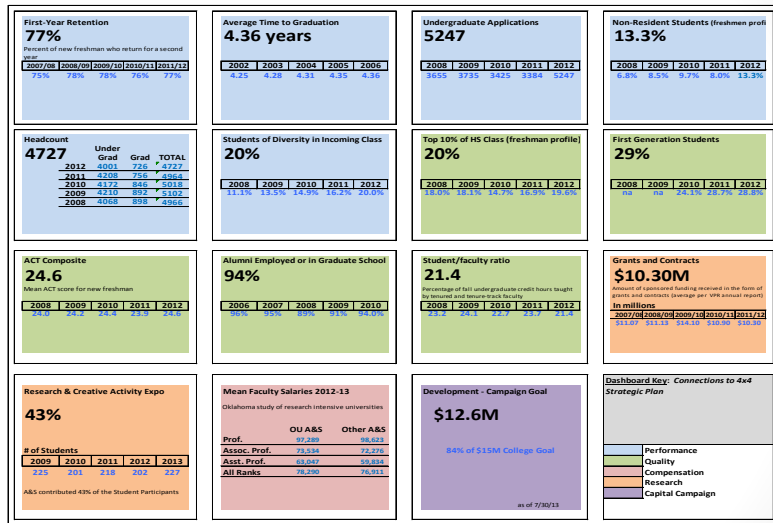 First-Year Retention
77%
Percent of new freshman who return for a second
year
2007/08 2008/09 2009/10 2010/11 2011/12
75% 78% 78% 76% 77%
Average Time to Graduation
4.36 years
2002 2003 2004 2005 2006
4.25 4.28 4.31 4.35 4.36
Undergraduate Applications
5247
2008 2009 2010 2011 2012
3655 3735 3425 3384 5247
Non-Resident Students (freshmen profi
13.3%
2008 2009 2010 2011 2012
6.8% 8.5% 9.7% 8.0% 13.3%
Headcount
4727
Under
Grad Grad TOTAL
2012 4001 726 4727
2011 4208 756 4964
2010 4172 846 5018
2009 4210 892 5102
2008 4068 898 4966
Students of Diversity in Incoming Class
20%
2008 2009 2010 2011 2012
11.1% 13.5% 14.9% 16.2% 20.0%
Top 10% of HS Class (freshman profile)
20%
2008 2009 2010 2011 2012
18.0% 18.1% 14.7% 16.9% 19.6%
First Generation Students
29%
2008 2009 2010 2011 2012
na na 24.1% 28.7% 28.8%
ACT Composite
24.6
Mean ACT score for new freshman
2008 2009 2010 2011 2012
24.0 24.2 24.4 23.9 24.6
Alumni Employed or in Graduate School
94%
2006 2007 2008 2009 2010
96% 95% 89% 91% 94.0%
Student/faculty ratio
21.4
Percentage of fall undergraduate credit hours taught
by tenured and tenure-track faculty
2008 2009 2010 2011 2012
23.2 24.1 22.7 23.7 21.4
Grants and Contracts
$10.30M
Amount of sponsored funding received in the form of
grants and contracts (average per VPR annual report)
In millions
2007/08 2008/09 2009/10 2010/11 2011/12
$11.07 $11.13 $14.10 $10.90 $10.30
Research & Creative Activity Expo
43%
# of Students
2009 2010 2011 2012 2013
225 201 218 202 227
A&S contributed 43% of the Student Participants
Mean Faculty Salaries 2012-13
Oklahoma study of research intensive universities
OU A&S Other A&S
Prof. 97,289 98,623
Assoc. Prof. 73,534 72,276
Asst. Prof. 63,047 59,834
All Ranks 78,290 76,911
Development - Campaign Goal
$12.6M
84% of $15M College Goal
as of 7/30/13
Dashboard Key: Connections to 4x4
Strategic Plan
Performance
Quality
Compensation
Research
Capital Campaign